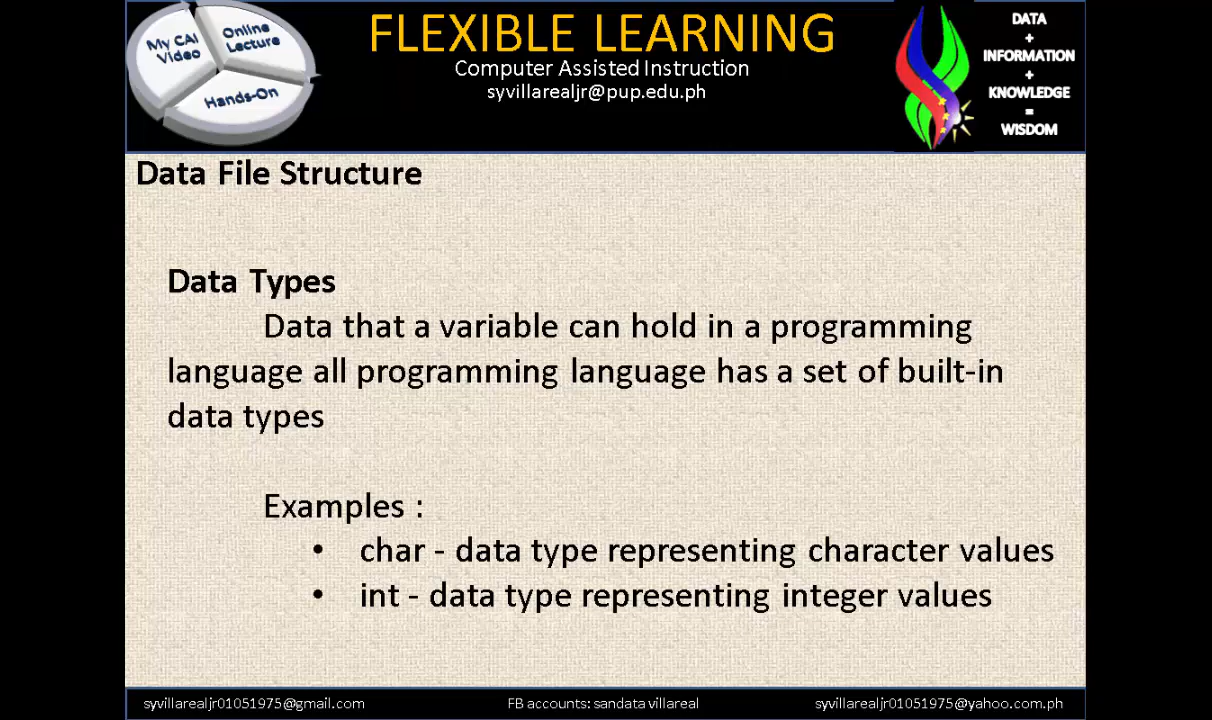 My CAI
Video
Online
Lecture
Hands-On
FLEXIBLE LEARNING
Computer Assisted Instruction
syvillarealjr@pup.edu.ph
DATA
+
INFORMATION
+
KNOWLEDGE
=
WISDOM
Data File Structure
Data Types
Data that a variable can hold in a programming
language all programming language has a set of built-in
data types
Examples :
• char - data type representing character values
• int - data type representing integer values
syvillarealjr01051975@gmail.com
FB accounts: sandata villareal
syvillarealjr01051975@yahoo.com.ph